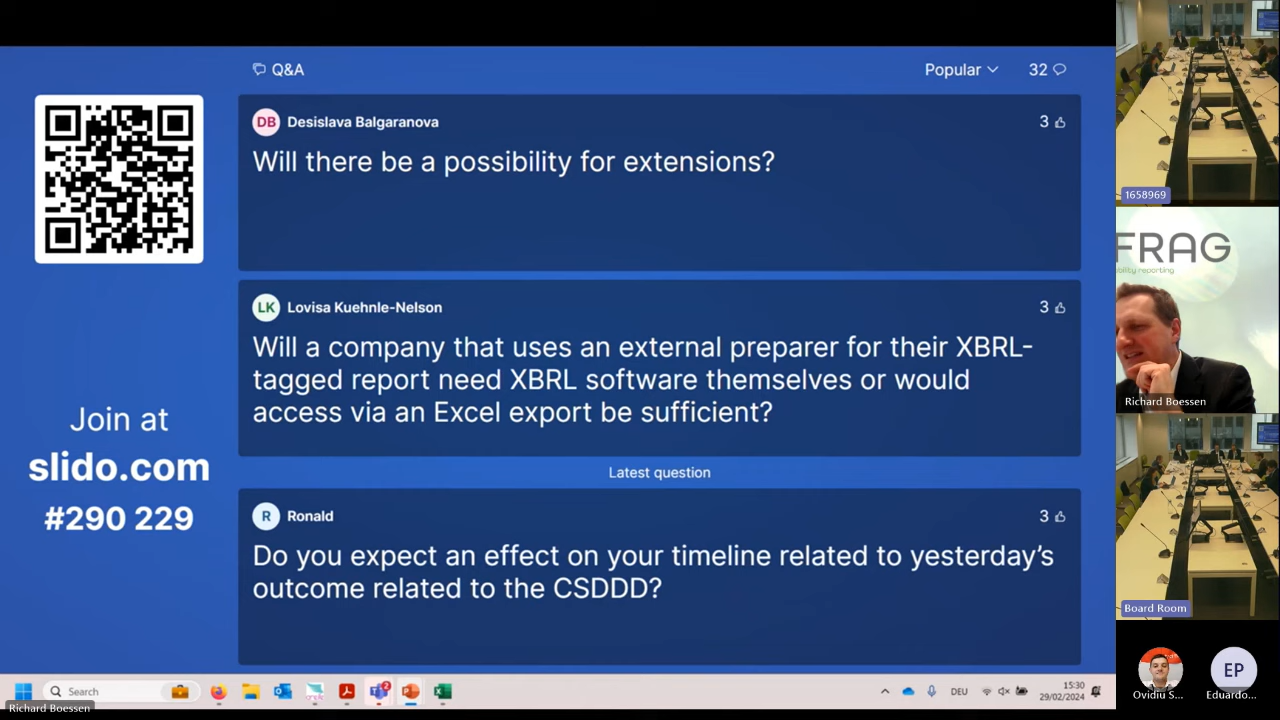 Q&A
Popular
32
DB
Desislava Balgaranova
3
Will there be a possibility for extensions?
LK
Lovisa Kuehnle-Nelson
3
Will a company that uses an external preparer for their XBRL-
tagged report need XBRL software themselves or would
access via an Excel export be sufficient?
Latest question
R
Ronald
3
Do you expect an effect on your timeline related to yesterday's
outcome related to the CSDDD?
Join at
slido.com
#290 229
Search
2
DEU
15:30
29/02/2024
Richard Boessen
1658969
FRAG
bility reporting
Richard Boessen
Board Room
EP
Ovidiu S...
Eduardo...